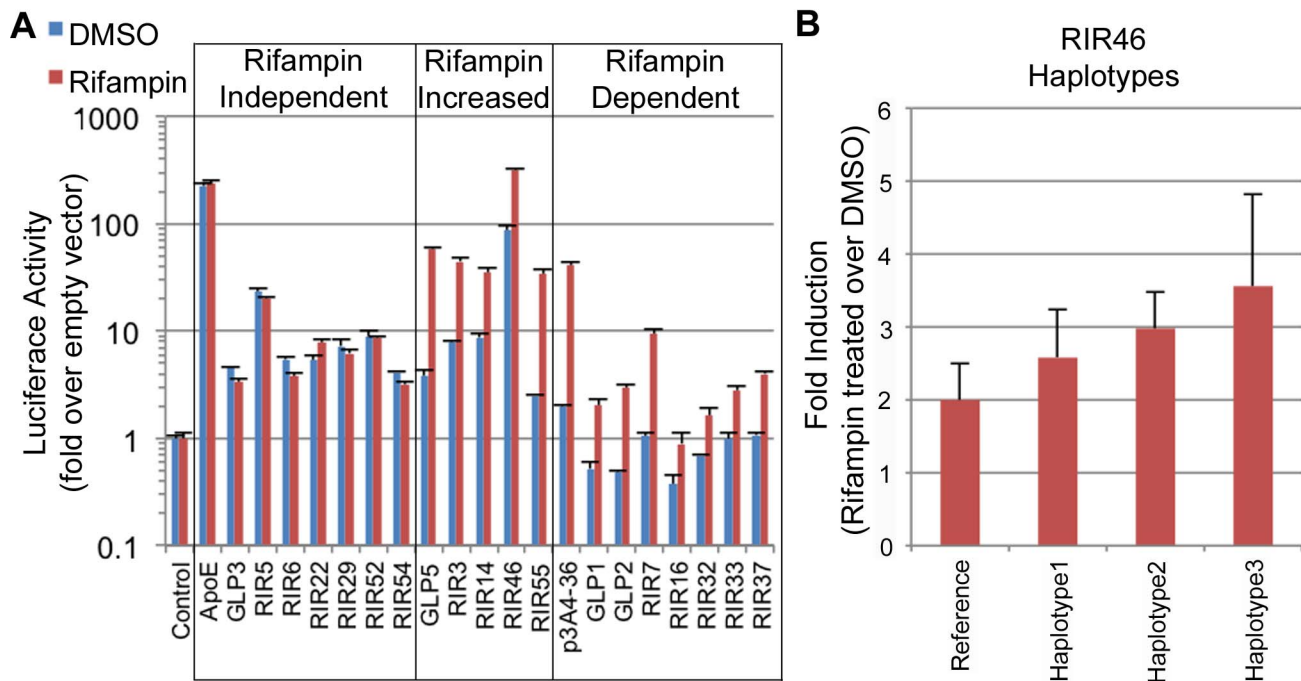 A
DMSO
Rifampin
Rifampin
Independent
Rifampin
Increased
Rifampin
Dependent
Luciferace Activity
(fold over empty vector)
1000
100
10
1
0.1
Control
ApoE
GLP3
RIR5
RIR6
RIR22
RIR29
RIR52
RIR54
GLP5
RIR3
RIR14
RIR46
RIR55
p3A4-36
GLP1
GLP2
RIR7
RIR16
RIR32
RIR33
RIR37
B
RIR46
Haplotypes
Fold Induction
(Rifampin treated over DMSO)
6
5
4
3
2
1
0
Reference
Haplotype1
Haplotype2
Haplotype3